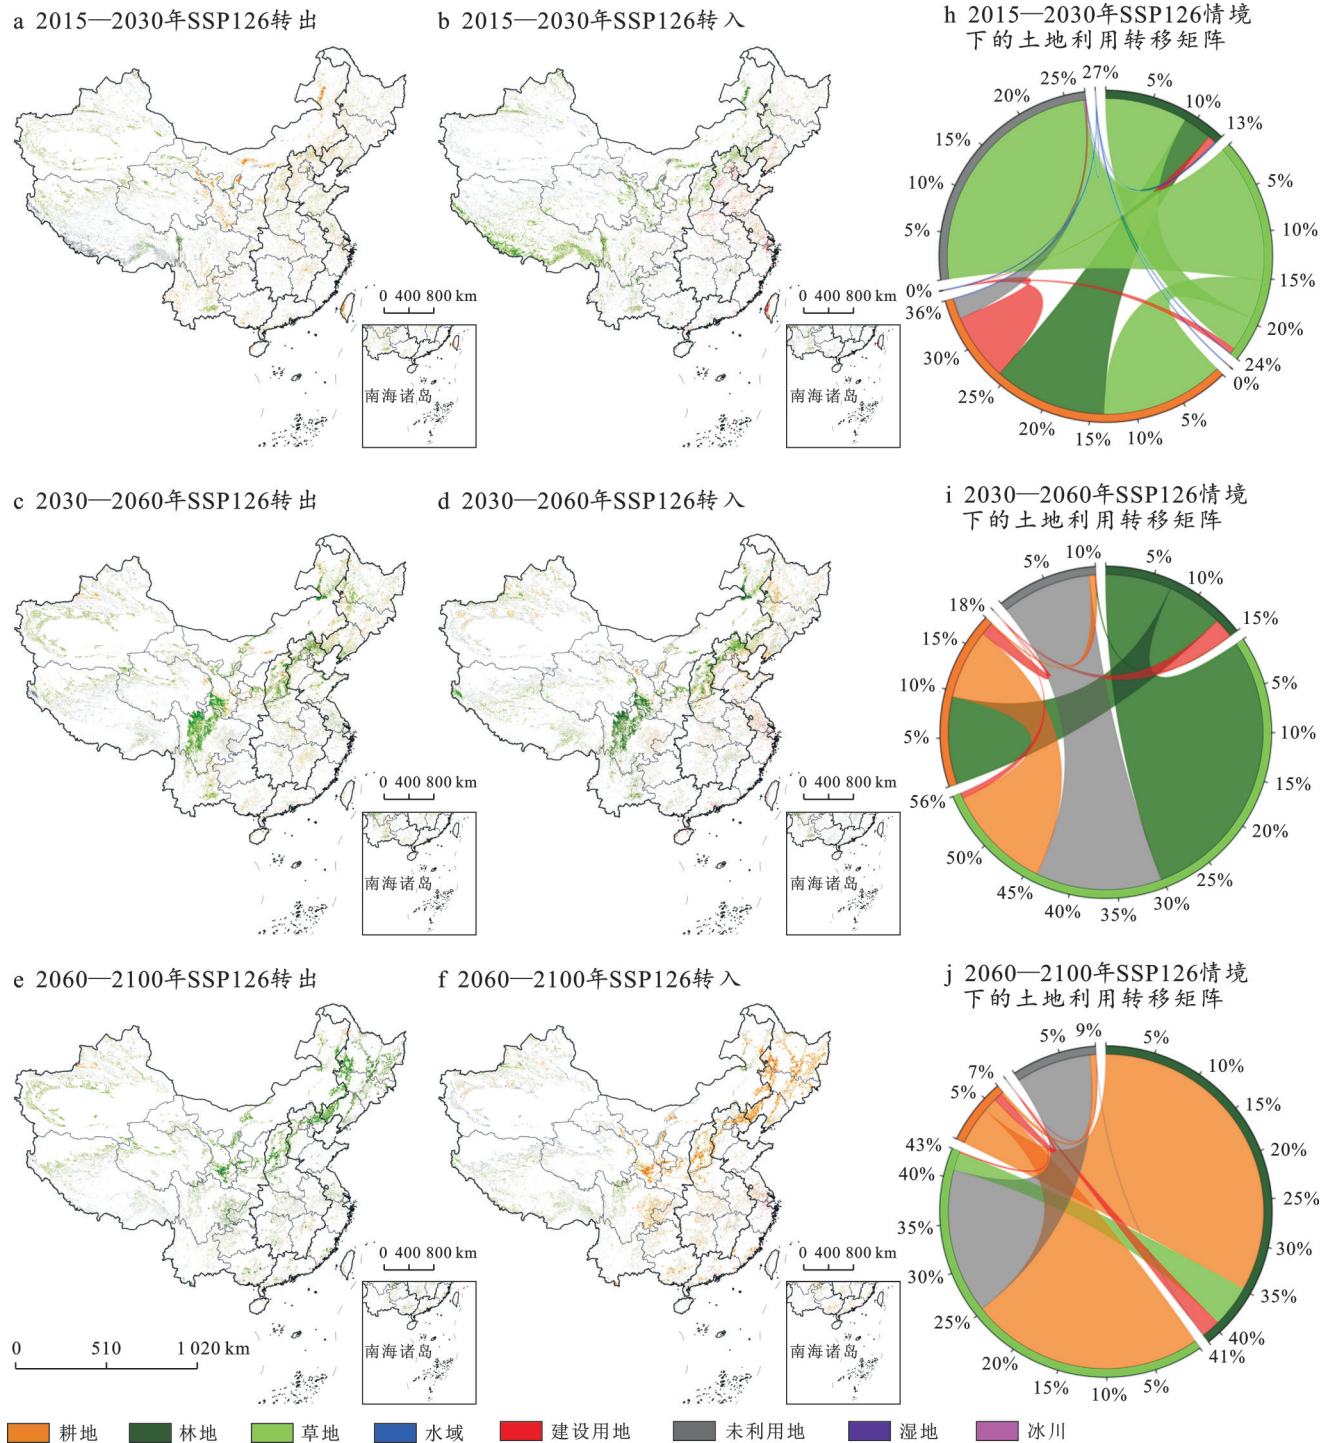 a 2015—2030年SSP126转出
b 2015—2030年SSP126转入
h 2015—2030年SSP126情境
下的土地利用转移矩阵
0 400 800 km
南海诸岛
0 400 800 km
南海诸岛
27%
5%
10%
13%
5%
10%
15%
20%
24%
0%
5%
10%
15%
20%
25%
30%
36%
0%
5%
10%
15%
20%
25%
c 2030—2060年SSP126转出
d 2030—2060年SSP126转入
i 2030—2060年SSP126情境
下的土地利用转移矩阵
0 400 800 km
南海诸岛
0 400 800 km
南海诸岛
10%
5%
10%
15%
5%
10%
15%
20%
25%
30%
35%
40%
45%
50%
56%
5%
10%
15%
18%
5%
e 2060—2100年SSP126转出
f 2060—2100年SSP126转入
j 2060—2100年SSP126情境
下的土地利用转移矩阵
0 400 800 km
南海诸岛
0 400 800 km
南海诸岛
9%
5%
10%
15%
20%
25%
30%
35%
40%
41%
5%
10%
15%
20%
25%
30%
35%
40%
43%
5%
7%
5%
0 510 1 020 km
耕地 林地 草地 水域 建设用地 未利用地 湿地 冰川